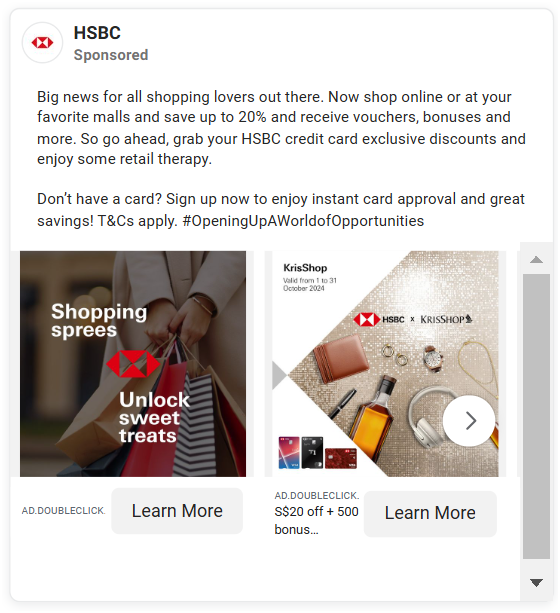 HSBC
Sponsored
Big news for all shopping lovers out there. Now shop online or at your
favorite malls and save up to 20% and receive vouchers, bonuses and
more. So go ahead, grab your HSBC credit card exclusive discounts and
enjoy some retail therapy.
Don’t have a card? Sign up now to enjoy instant card approval and great
savings! T&Cs apply. #OpeningUpAWorldofOpportunities
Shopping
sprees
Unlock
sweet
treats
KrisShop
Valid from 1 to 31
October 2024
HSBC x KRISSHOP
AD.DOUBLECLICK.
Learn More
AD.DOUBLECLICK.
S$20 off + 500
bonus...
Learn More